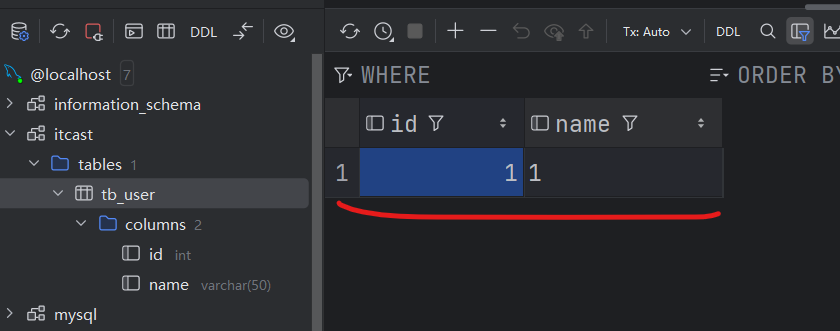 DDL
Tx: Auto
DDL
@localhost 7
WHERE
ORDER BY
information_schema
itcast
id
name
tables 1
1
1
1
tb_user
columns 2
id int
name varchar(50)
mysql